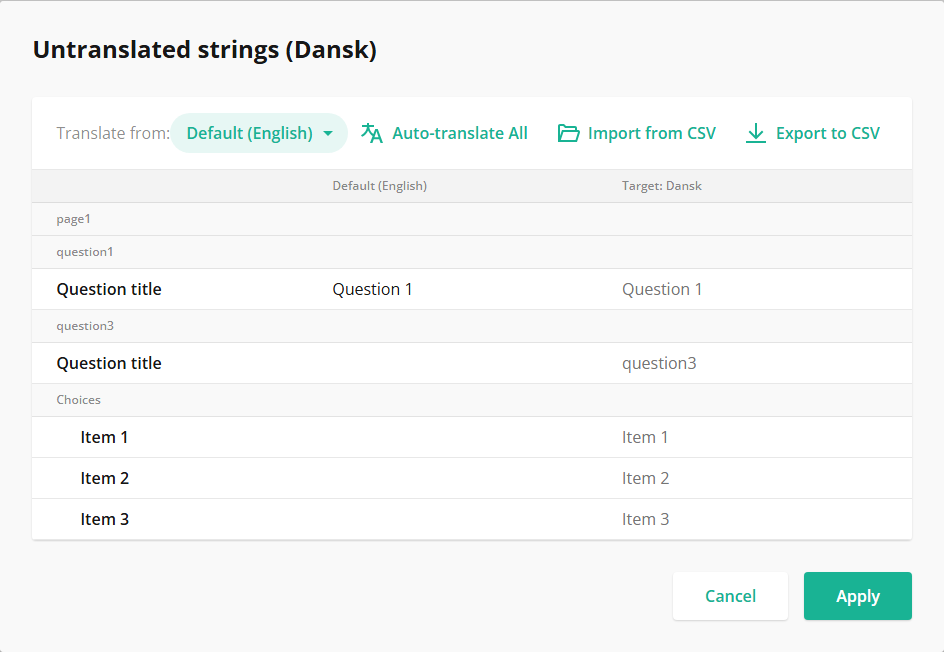 Untranslated strings (Dansk)
Translate from: Default (English) Auto-translate All Import from CSV Export to CSV
Default (English) Target: Dansk
page1
question1
Question title Question 1 Question 1
question3
Question title question3
Choices
Item 1 Item 1
Item 2 Item 2
Item 3 Item 3
Cancel Apply